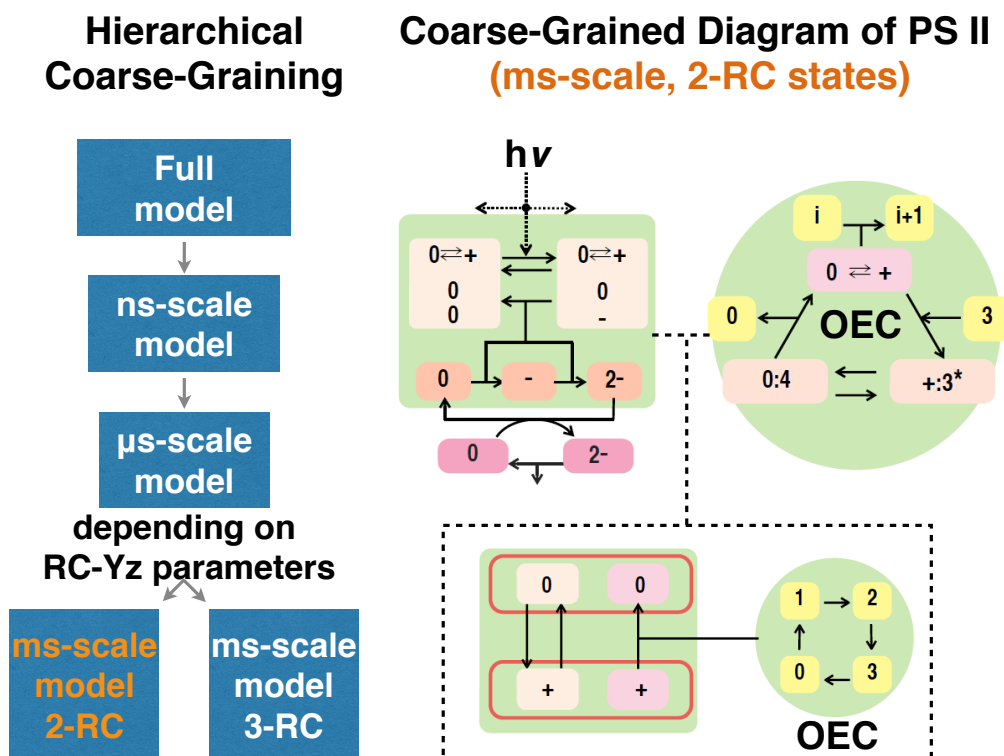 Hierarchical
Coarse-Graining
Full
model
ns-scale
model
µs-scale
model
depending on
RC-Yz parameters
ms-scale
model
2-RC
ms-scale
model
3-RC
Coarse-Grained Diagram of PS II
(ms-scale, 2-RC states)
hν
0⇌+
0
0
0⇌+
0
-
0
-
2-
0
2-
i
i+1
0 ⇌ +
0
OEC
3
0:4
+:3*
0
0
+
+
1
2
0
3
OEC